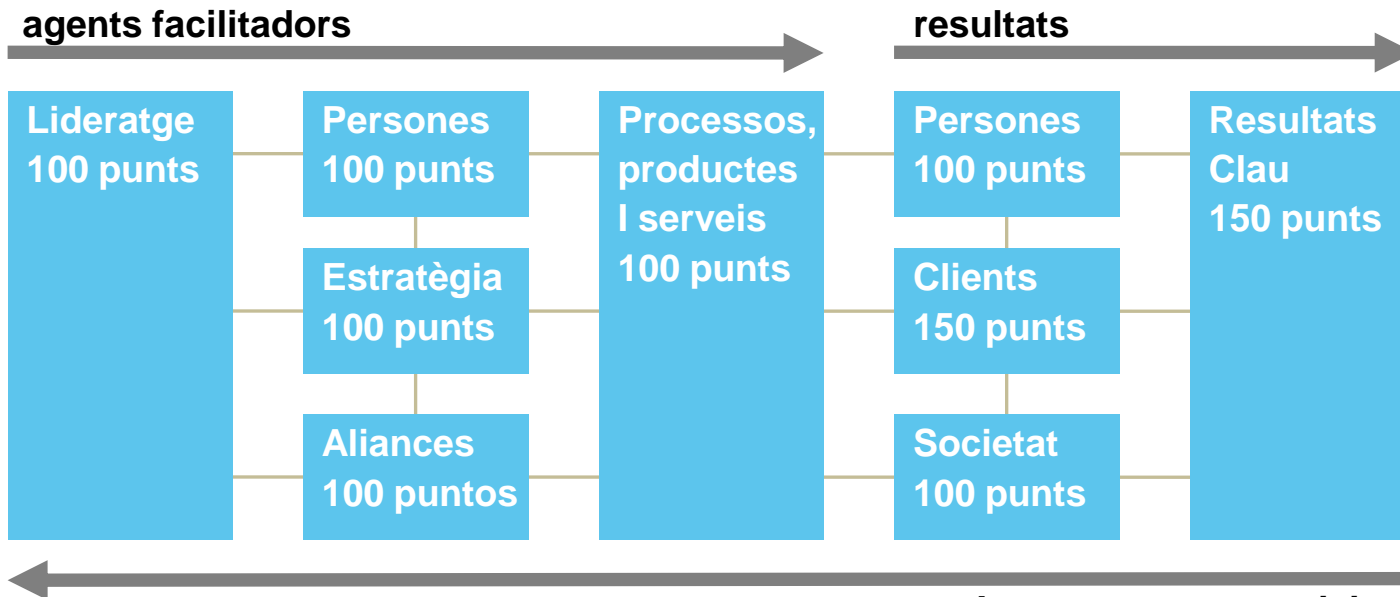 agents facilitadors
resultats
Lideratge
100 punts
Persones
100 punts
Estratègia
100 punts
Aliances
100 puntos
Processos,
productes
I serveis
100 punts
Persones
100 punts
Clients
150 punts
Societat
100 punts
Resultats
Clau
150 punts